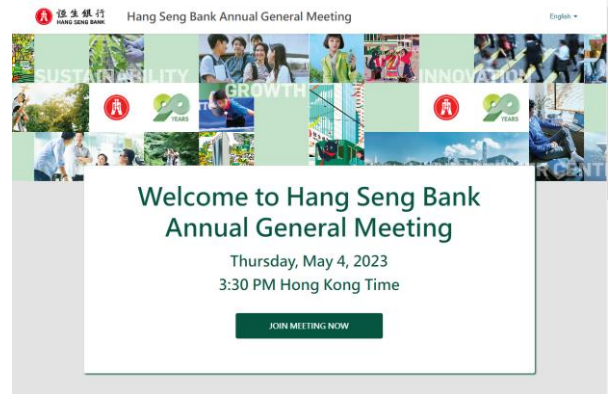 恒生銀行
HANG SENG BANK
Hang Seng Bank Annual General Meeting
English
SUSTAINABILITY
GROWTH
INNOVATION
90
YEARS
90
YEARS
Welcome to Hang Seng Bank
Annual General Meeting
Thursday, May 4, 2023
3:30 PM Hong Kong Time
JOIN MEETING NOW